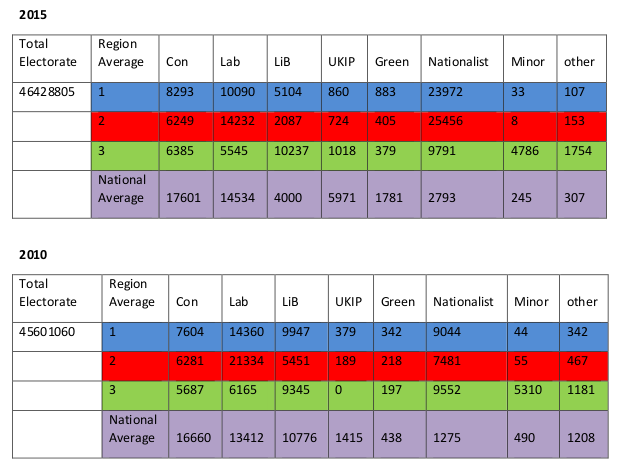 2015
Total Electorate Region Average Con Lab LiB UKIP Green Nationalist Minor other
46428805 1 8293 10090 5104 860 883 23972 33 107
2 6249 14232 2087 724 405 25456 8 153
3 6385 5545 10237 1018 379 9791 4786 1754
National Average 17601 14534 4000 5971 1781 2793 245 307
2010
Total Electorate Region Average Con Lab LiB UKIP Green Nationalist Minor other
45601060 1 7604 14360 9947 379 342 9044 44 342
2 6281 21334 5451 189 218 7481 55 467
3 5687 6165 9345 0 197 9552 5310 1181
National Average 16660 13412 10776 1415 438 1275 490 1208